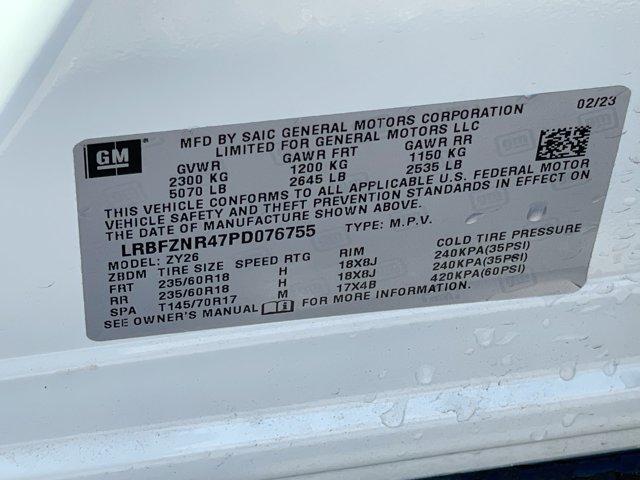 02/23
GM
MFD BY SAIC GENERAL MOTORS CORPORATION
LIMITED FOR GENERAL MOTORS LLC
GVWR GAWR FRT GAWR RR
2300 KG 1200 KG 1150 KG
5070 LB 2645 LB 2535 LB
THIS VEHICLE CONFORMS TO ALL APPLICABLE U.S. FEDERAL MOTOR
VEHICLE SAFETY AND THEFT PREVENTION STANDARDS IN EFFECT ON
THE DATE OF MANUFACTURE SHOWN ABOVE.
LRBFZNR47PD076755 TYPE: M.P.V.
MODEL: ZY26
ZBDM TIRE SIZE SPEED RTG RIM COLD TIRE PRESSURE
FRT 235/60R18 H 18X8J 240KPA(35PSI)
RR 235/60R18 H 18X8J 240KPA(35PSI)
SPA T145/70R17 M 17X4B 420KPA(60PSI)
SEE OWNER'S MANUAL FOR MORE INFORMATION.